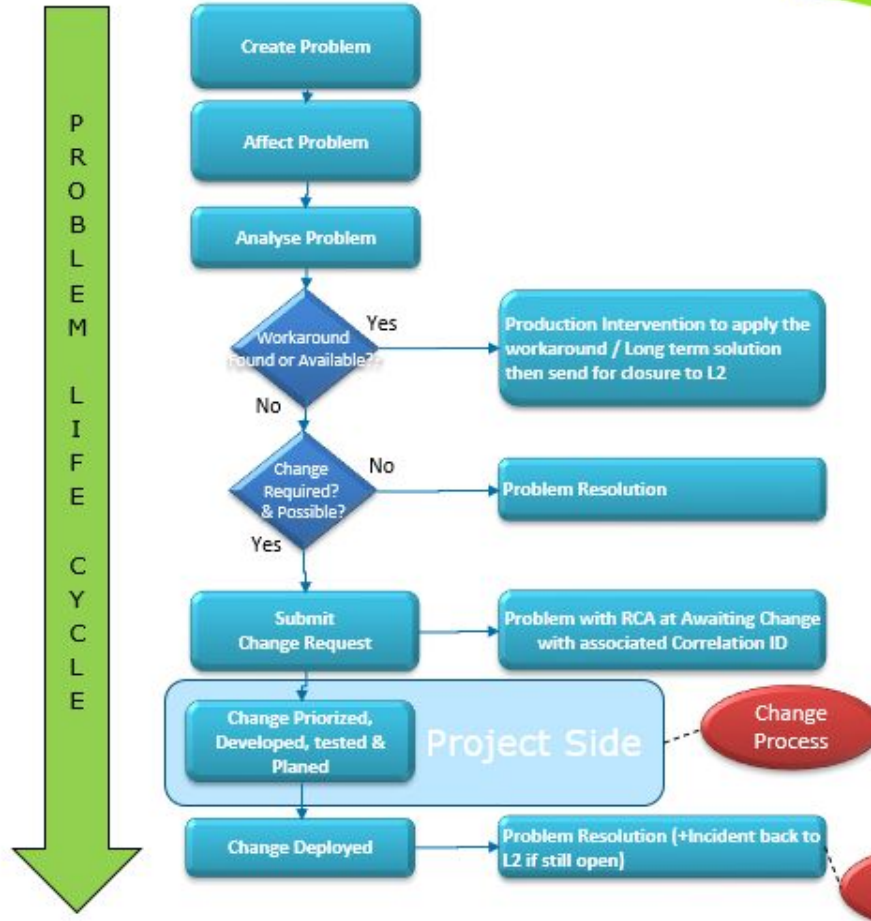 PROBLEM LIFE CYCLE
Create Problem
Affect Problem
Analyse Problem
Workaround
Found or Available??
Yes
No
Production Intervention to apply the
workaround / Long term solution
then send for closure to L2
Change
Required?
& Possible?
No
Yes
Problem Resolution
Submit
Change Request
Problem with RCA at Awaiting Change
with associated Correlation ID
Change Priorized,
Developed, tested &
Planed
Project Side
Change
Process
Change Deployed
Problem Resolution (+Incident back to
L2 if still open)